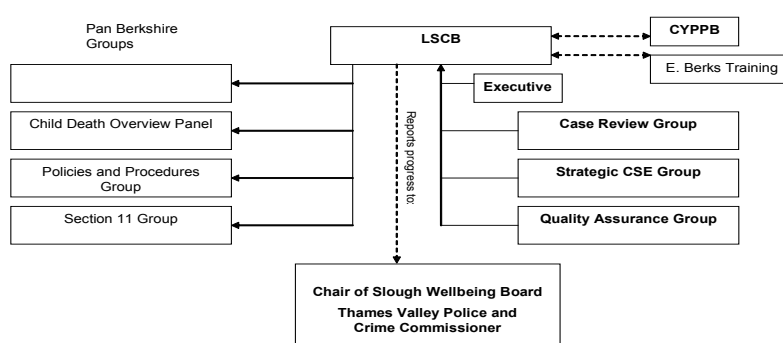 Pan Berkshire
Groups
LSCB
CYPPB
E. Berks Training
Executive
Child Death Overview Panel
Case Review Group
Policies and Procedures
Group
Strategic CSE Group
Section 11 Group
Quality Assurance Group
Reports progress to:
Chair of Slough Wellbeing Board
Thames Valley Police and
Crime Commissioner